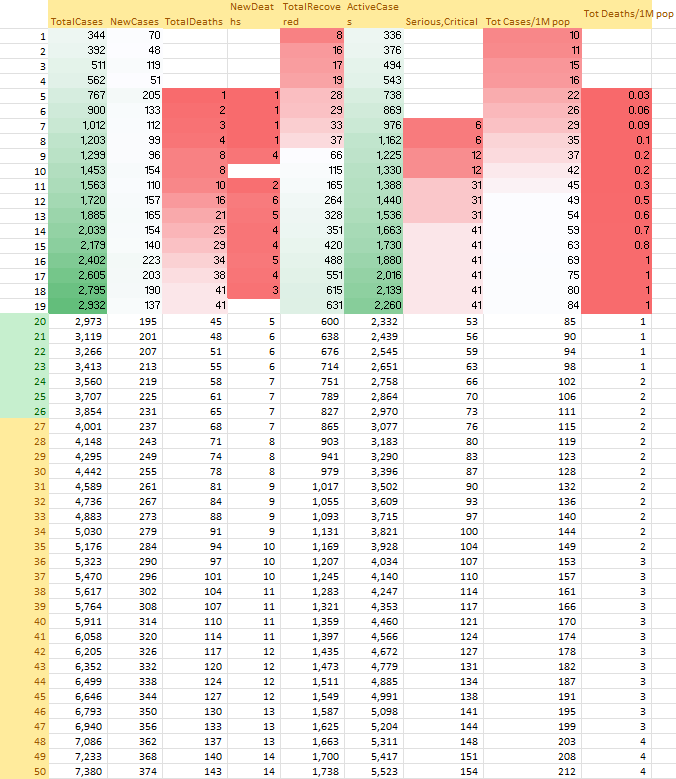 TotalCases NewCases TotalDeaths NewDeaths TotalRecovered ActiveCases Serious,Critical Tot Cases/1M pop Tot Deaths/1M pop
1 344 70 8 336 10
2 392 48 16 376 11
3 511 119 17 494 15
4 562 51 19 543 16
5 767 205 1 1 28 738 22 0.03
6 900 133 2 1 29 869 26 0.06
7 1,012 112 3 1 33 976 6 29 0.09
8 1,203 99 4 1 37 1,162 6 35 0.1
9 1,299 96 8 4 66 1,225 12 37 0.2
10 1,453 154 8 115 1,330 12 42 0.2
11 1,563 110 10 2 165 1,388 31 45 0.3
12 1,720 157 16 6 264 1,440 31 49 0.5
13 1,885 165 21 5 328 1,536 31 54 0.6
14 2,039 154 25 4 351 1,663 41 59 0.7
15 2,179 140 29 4 420 1,730 41 63 0.8
16 2,402 223 34 5 488 1,880 41 69 1
17 2,605 203 38 4 551 2,016 41 75 1
18 2,795 190 41 3 615 2,139 41 80 1
19 2,932 137 41 631 2,260 41 84 1
20 2,973 195 45 5 600 2,332 53 85 1
21 3,119 201 48 6 638 2,439 56 90 1
22 3,266 207 51 6 676 2,545 59 94 1
23 3,413 213 55 6 714 2,651 63 98 1
24 3,560 219 58 7 751 2,758 66 102 2
25 3,707 225 61 7 789 2,864 70 106 2
26 3,854 231 65 7 827 2,970 73 111 2
27 4,001 237 68 7 865 3,077 76 115 2
28 4,148 243 71 8 903 3,183 80 119 2
29 4,295 249 74 8 941 3,290 83 123 2
30 4,442 255 78 8 979 3,396 87 128 2
31 4,589 261 81 9 1,017 3,502 90 132 2
32 4,736 267 84 9 1,055 3,609 93 136 2
33 4,883 273 88 9 1,093 3,715 97 140 2
34 5,030 279 91 9 1,131 3,821 100 144 2
35 5,176 284 94 10 1,169 3,928 104 149 2
36 5,323 290 97 10 1,207 4,034 107 153 3
37 5,470 296 101 10 1,245 4,140 110 157 3
38 5,617 302 104 11 1,283 4,247 114 161 3
39 5,764 308 107 11 1,321 4,353 117 166 3
40 5,911 314 110 11 1,359 4,460 121 170 3
41 6,058 320 114 11 1,397 4,566 124 174 3
42 6,205 326 117 12 1,435 4,672 127 178 3
43 6,352 332 120 12 1,473 4,779 131 182 3
44 6,499 338 124 12 1,511 4,885 134 187 3
45 6,646 344 127 12 1,549 4,991 138 191 3
46 6,793 350 130 13 1,587 5,098 141 195 3
47 6,940 356 133 13 1,625 5,204 144 199 3
48 7,086 362 137 13 1,663 5,311 148 203 4
49 7,233 368 140 14 1,700 5,417 151 208 4
50 7,380 374 143 14 1,738 5,523 154 212 4